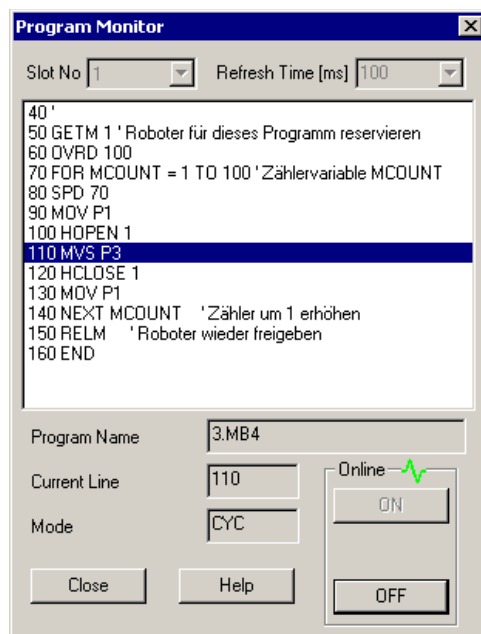 Program Monitor
Slot No 1 Refresh Time [ms] 100
40 '
50 GETM 1 ' Roboter für dieses Programm reservieren
60 OVRD 100
70 FOR MCOUNT = 1 TO 100 ' Zählervariable MCOUNT
80 SPD 70
90 MOV P1
100 HOPEN 1
110 MVS P3
120 HCLOSE 1
130 MOV P1
140 NEXT MCOUNT 'Zähler um 1 erhöhen
150 RELM ' Roboter wieder freigeben
160 END
Program Name 3.MB4
Current Line 110
Mode CYC
Online
ON
OFF
Close Help